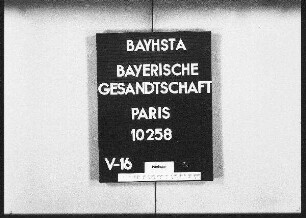 BAYHSTA
BAYERISCHE
GESANDTSCHAFT
PARIS
10258
V-16